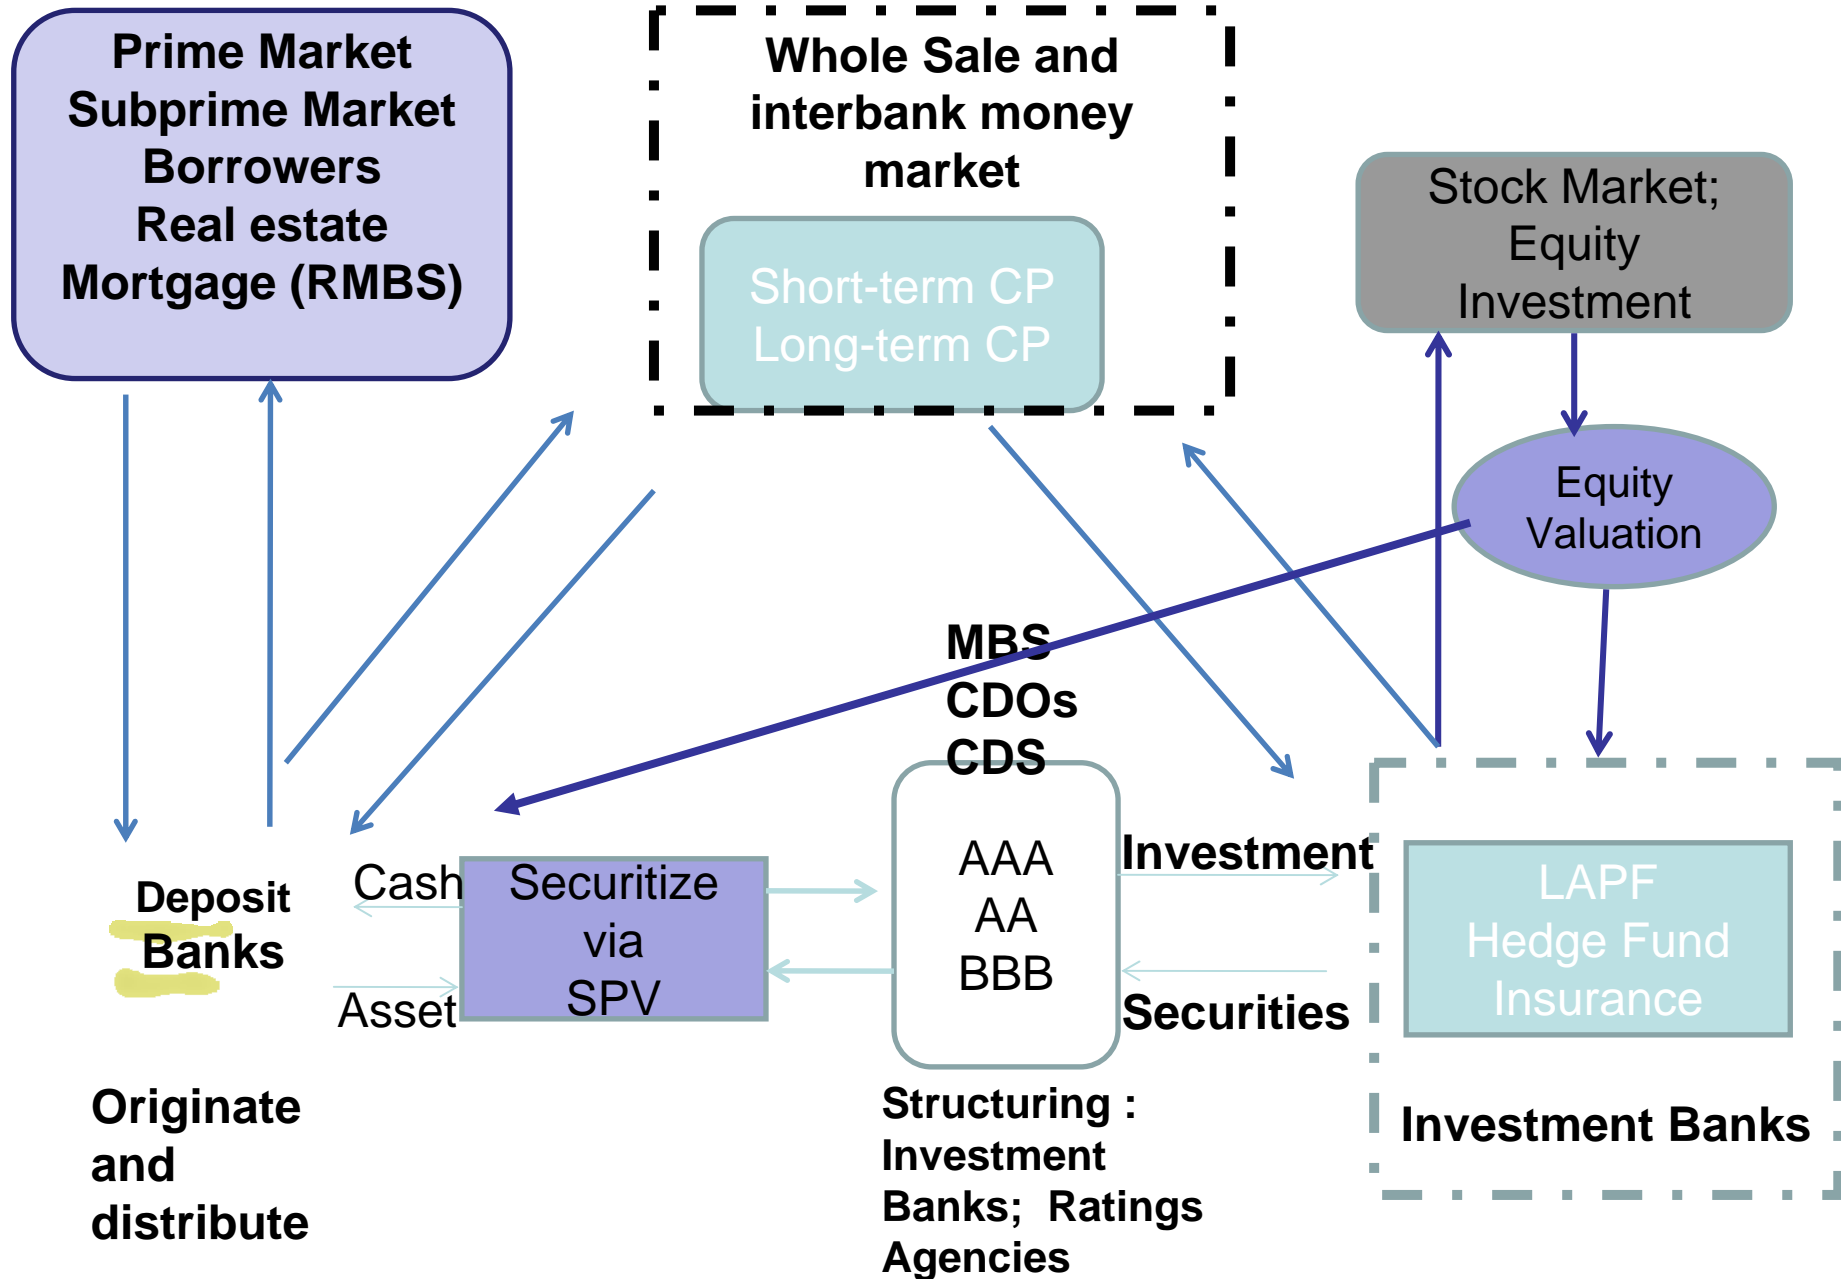 Prime Market
Subprime Market
Borrowers
Real estate
Mortgage (RMBS)
Whole Sale and
interbank money
market
Short-term CP
Long-term CP
Stock Market;
Equity
Investment
Equity
Valuation
MBS
CDOs
CDS
Deposit
Banks
Cash
Asset
Securitize
via
SPV
AAA
AA
BBB
Investment
Securities
LAPF
Hedge Fund
Insurance
Investment Banks
Originate
and
distribute
Structuring :
Investment
Banks; Ratings
Agencies